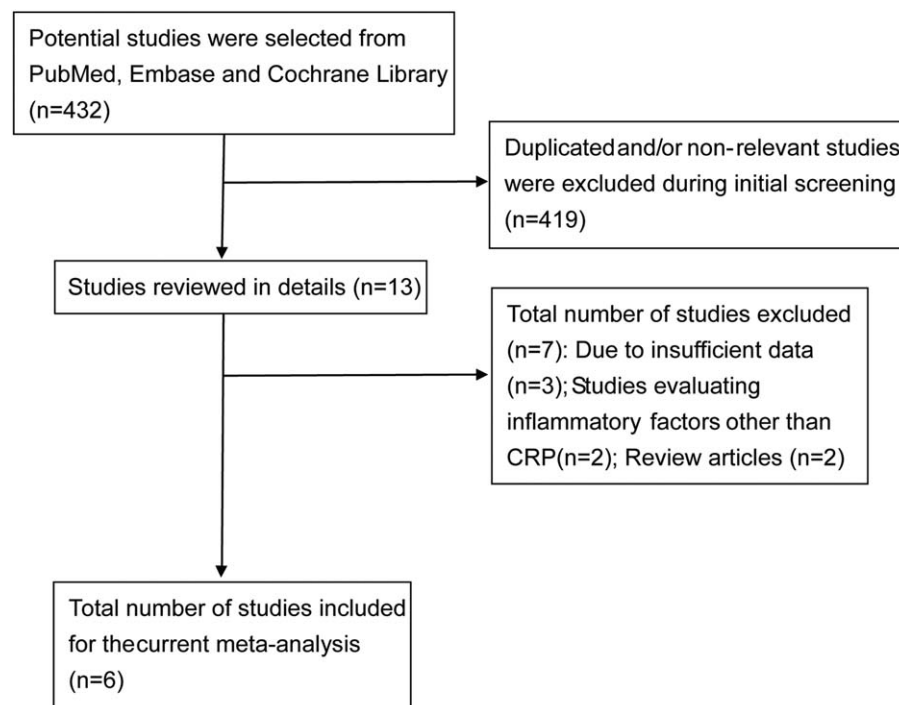 Potential studies were selected from
PubMed, Embase and Cochrane Library
(n=432)
Duplicatedand/or non-relevant studies
were excluded during initial screening
(n=419)
Studies reviewed in details (n=13)
Total number of studies excluded
(n=7): Due to insufficient data
(n=3);Studies evaluating
inflammatory factors other than
CRP(n=2); Review articles (n=2)
Total number of studies included
for thecurrent meta-analysis
(n=6)